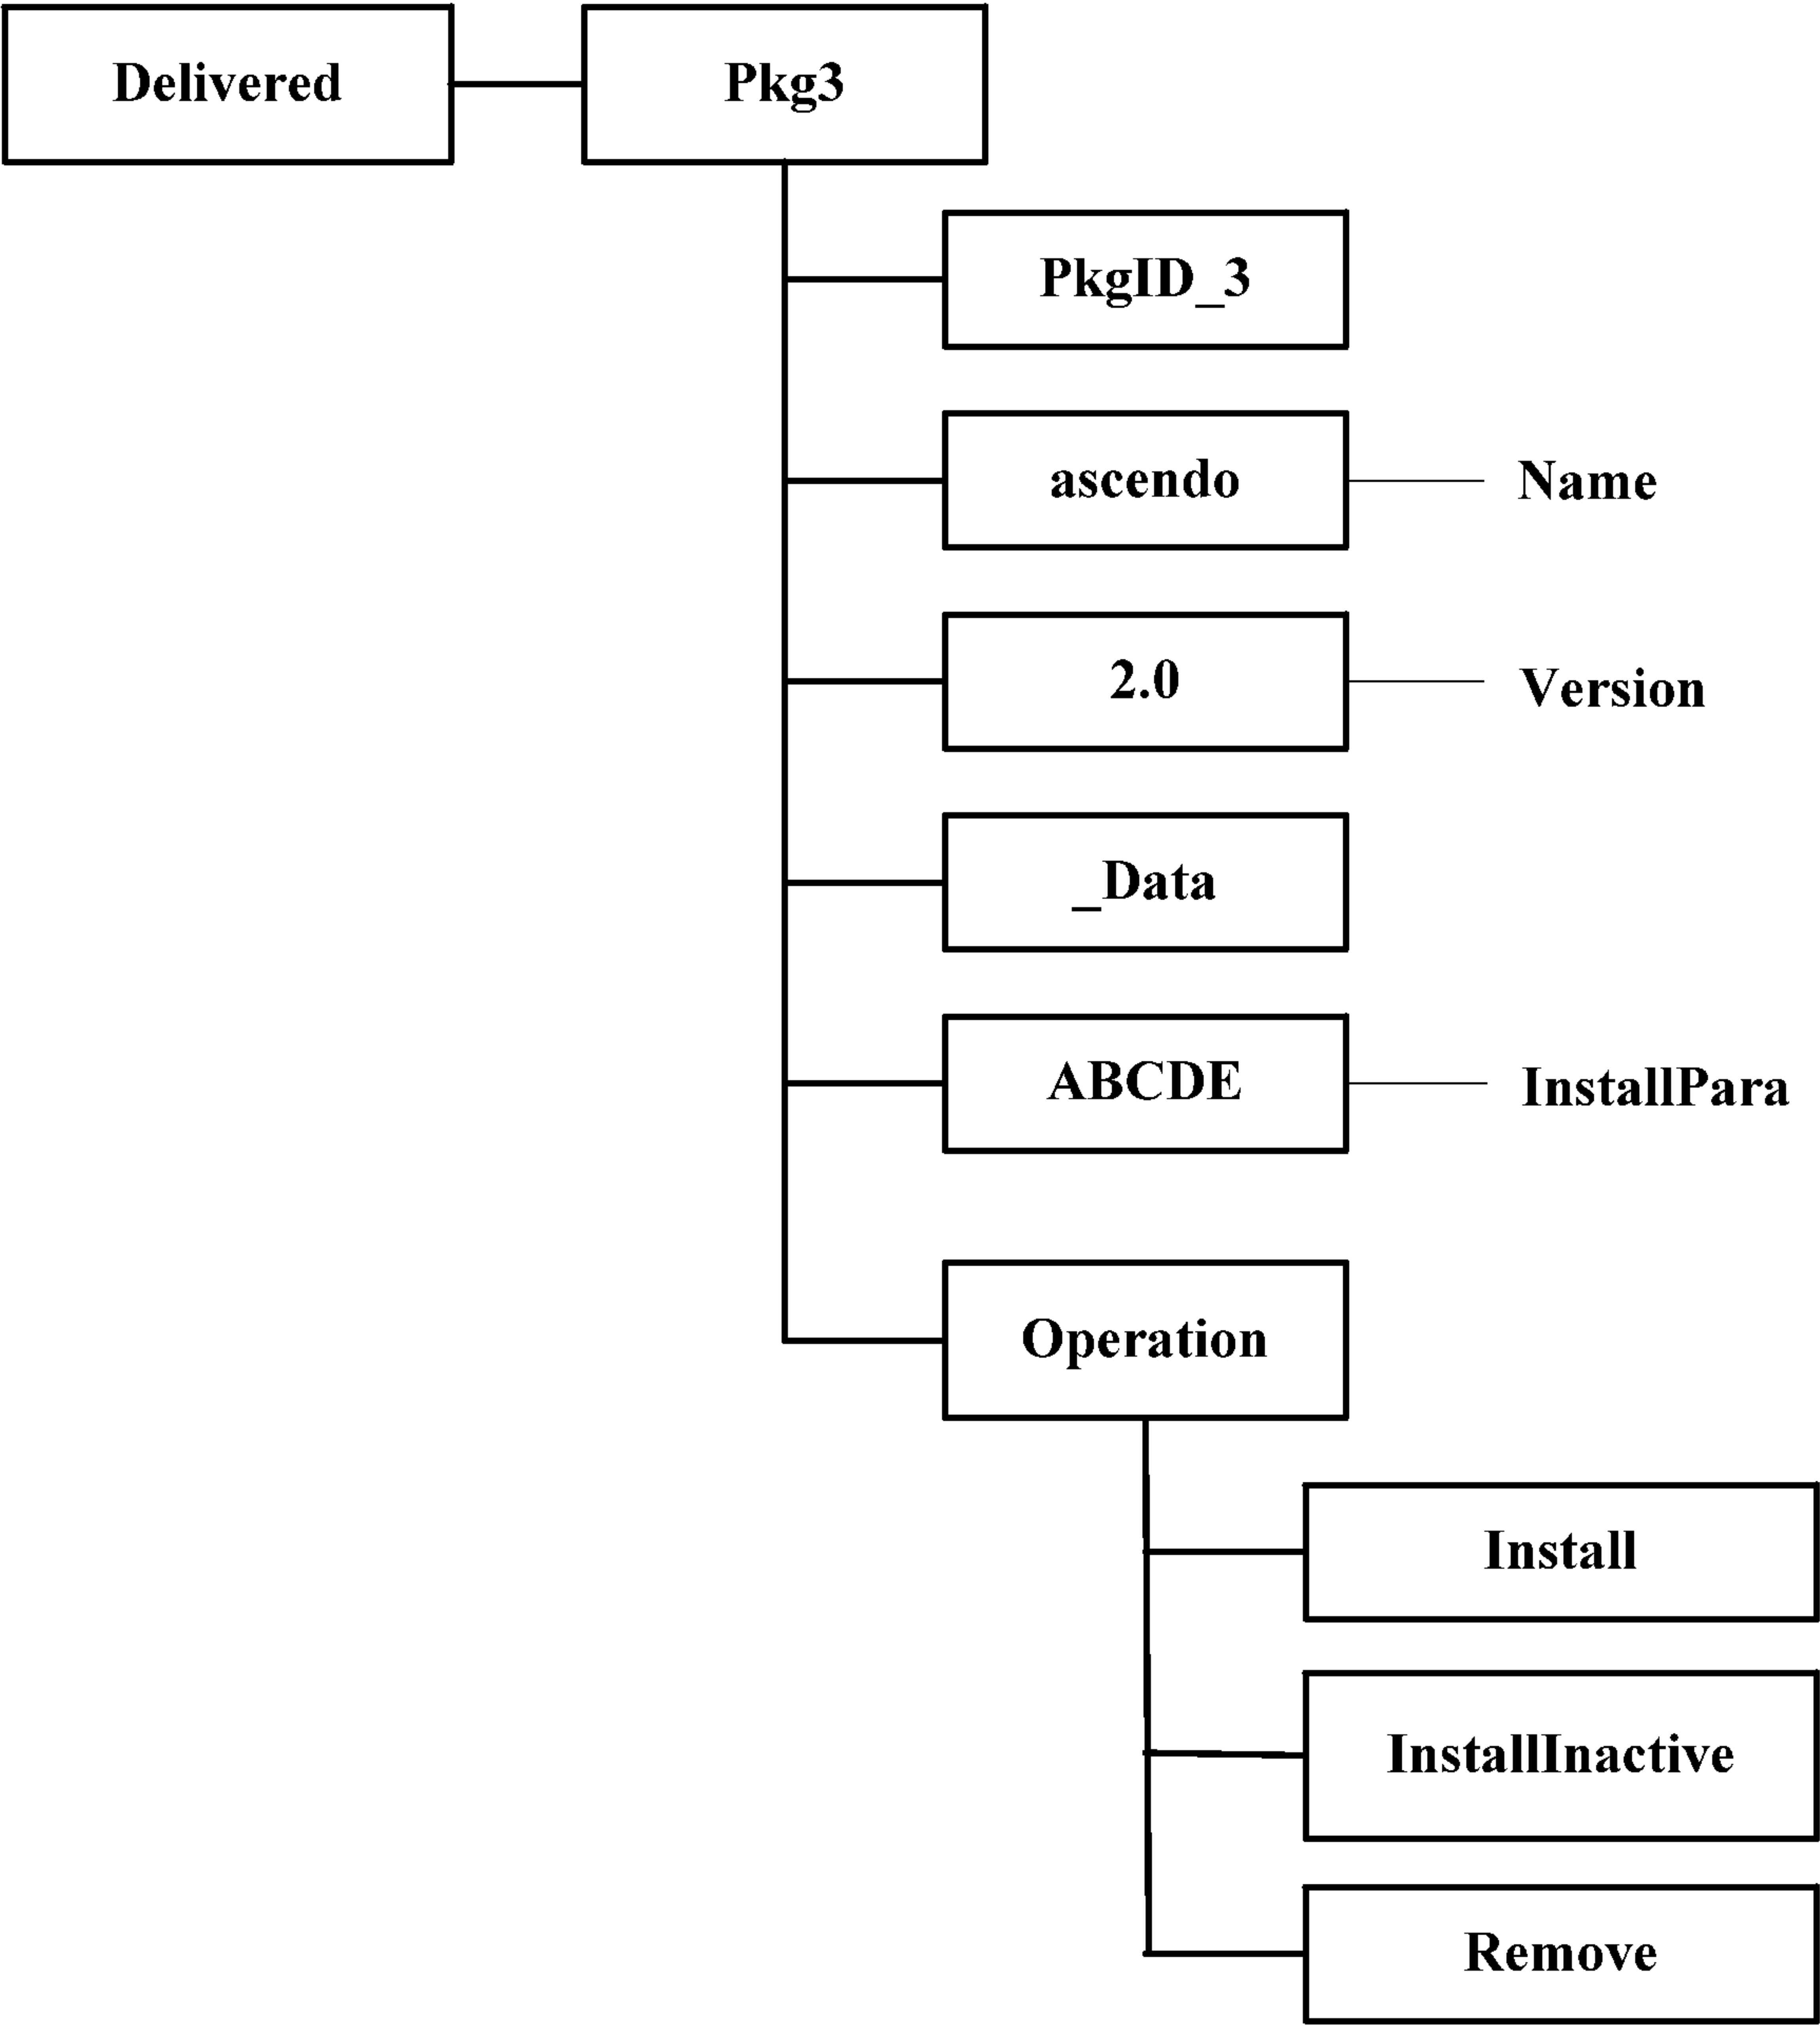 Delivered
Pkg3
PkgID_3
ascendo
Name
2.0
Version
_Data
ABCDE
InstallPara
Operation
Install
InstallInactive
Remove